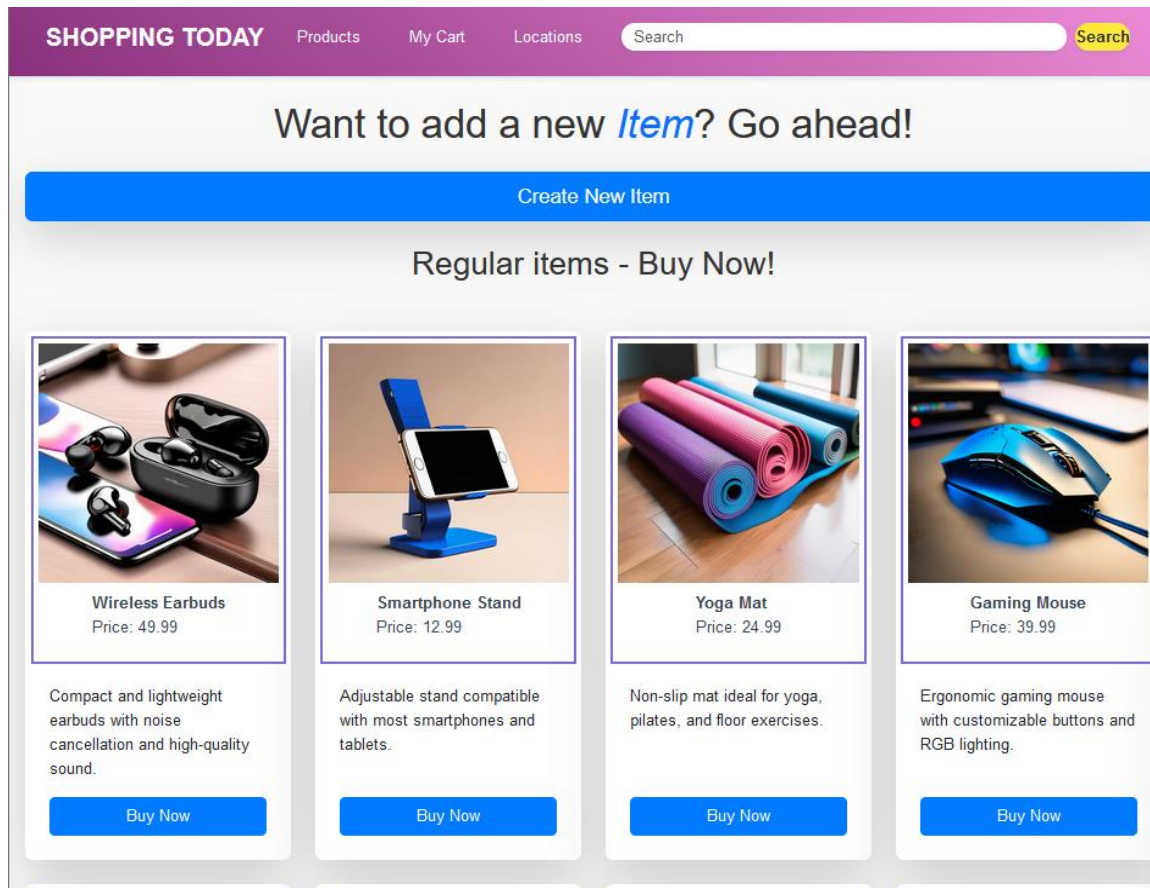 SHOPPING TODAY Products My Cart Locations Search Search
Want to add a new Item? Go ahead!
Create New Item
Regular items - Buy Now!
Wireless Earbuds
Price: 49.99
Compact and lightweight
earbuds with noise
cancellation and high-quality
sound.
Buy Now
Smartphone Stand
Price: 12.99
Adjustable stand compatible
with most smartphones and
tablets.
Buy Now
Yoga Mat
Price: 24.99
Non-slip mat ideal for yoga,
pilates, and floor exercises.
Buy Now
Gaming Mouse
Price: 39.99
Ergonomic gaming mouse
with customizable buttons and
RGB lighting.
Buy Now